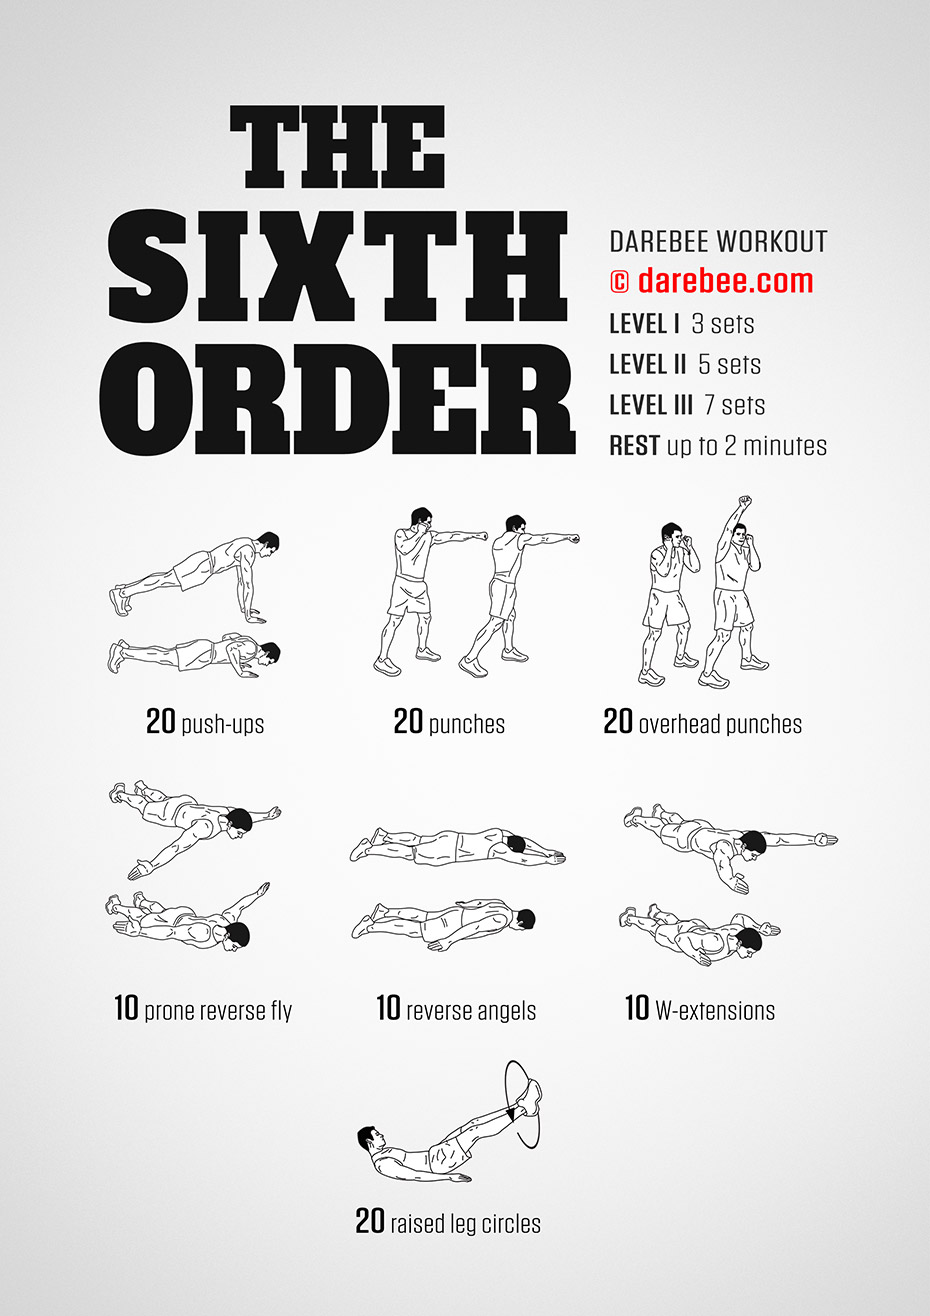 THE
SIXTH
ORDER
DAREBEE WORKOUT
© darebee.com
LEVEL I 3 sets
LEVEL II 5 sets
LEVEL III 7 sets
REST up to 2 minutes
20 push-ups
20 punches
20 overhead punches
10 prone reverse fly
10 reverse angels
10 W-extensions
20 raised leg circles